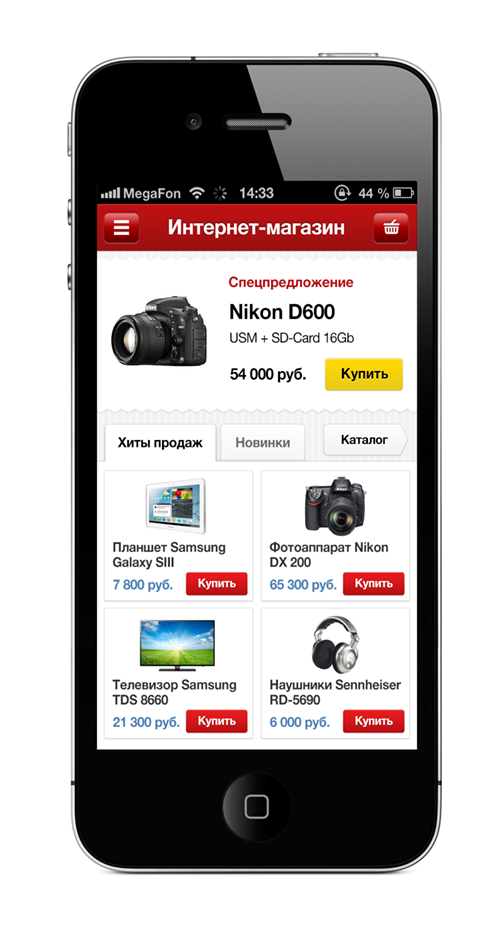 MegaFon 14:33 44 %
Интернет-магазин
Спецпредложение
Nikon D600
USM + SD-Card 16Gb
54 000 руб. Купить
Хиты продаж Новинки Каталог
Планшет Samsung
Galaxy SIII
7 800 руб. Купить
Фотоаппарат Nikon
DX 200
65 300 руб. Купить
Телевизор Samsung
TDS 8660
21 300 руб. Купить
Наушники Sennheiser
RD-5690
6 000 руб. Купить